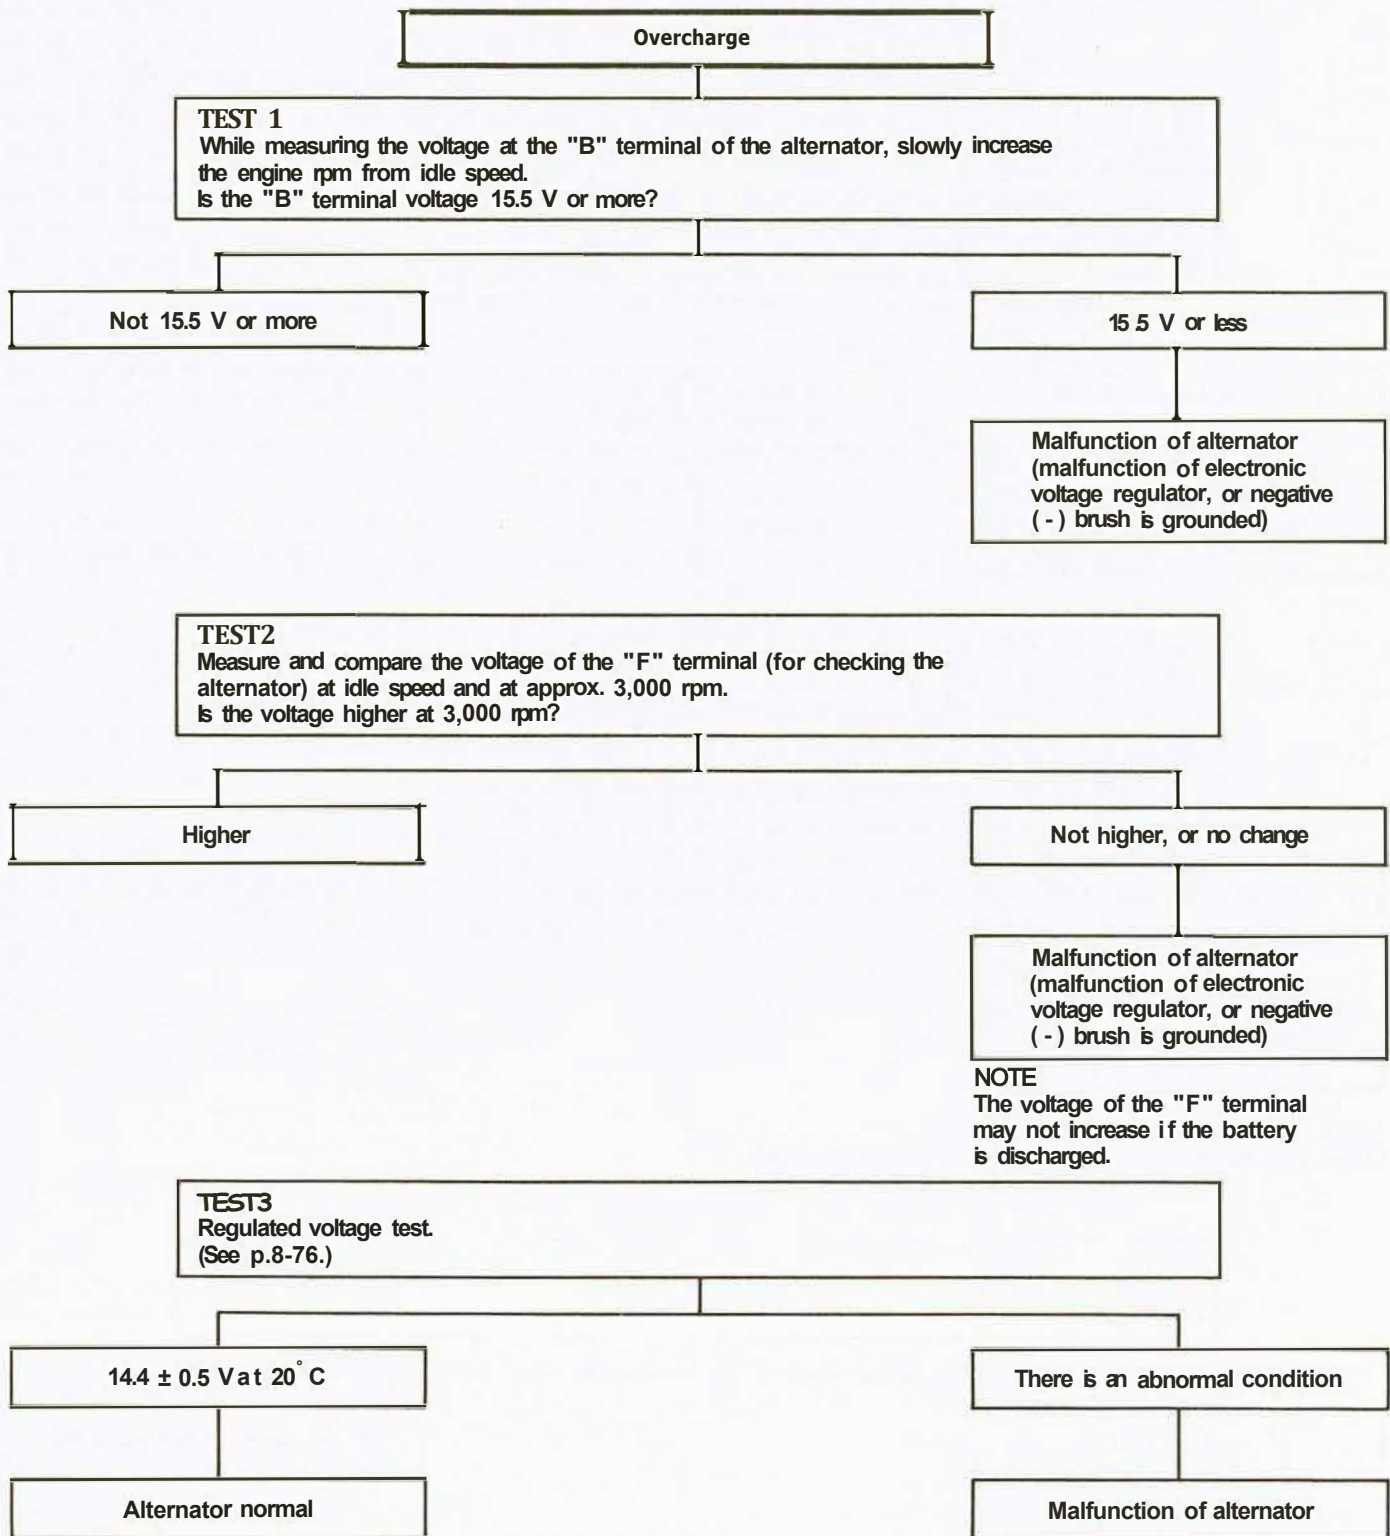 Overcharge
TEST 1
While measuring the voltage at the "B" terminal of the alternator, slowly increase
the engine rpm from idle speed.
Is the "B" terminal voltage 15.5 V or more?
Not 15.5 V or more
15 5 V or less
Malfunction of alternator
(malfunction of electronic
voltage regulator, or negative
( - ) brush is grounded)
TEST2
Measure and compare the voltage of the "F" terminal (for checking the
alternator) at idle speed and at approx. 3,000 rpm.
Is the voltage higher at 3,000 rpm?
Higher
Not higher, or no change
Malfunction of alternator
(malfunction of electronic
voltage regulator, or negative
( - ) brush is grounded)
NOTE
The voltage of the "F" terminal
may not increase if the battery
is discharged.
TEST3
Regulated voltage test.
(See p.8-76.)
14.4 ± 0.5 V at 20° C
There is an abnormal condition
Alternator normal
Malfunction of alternator